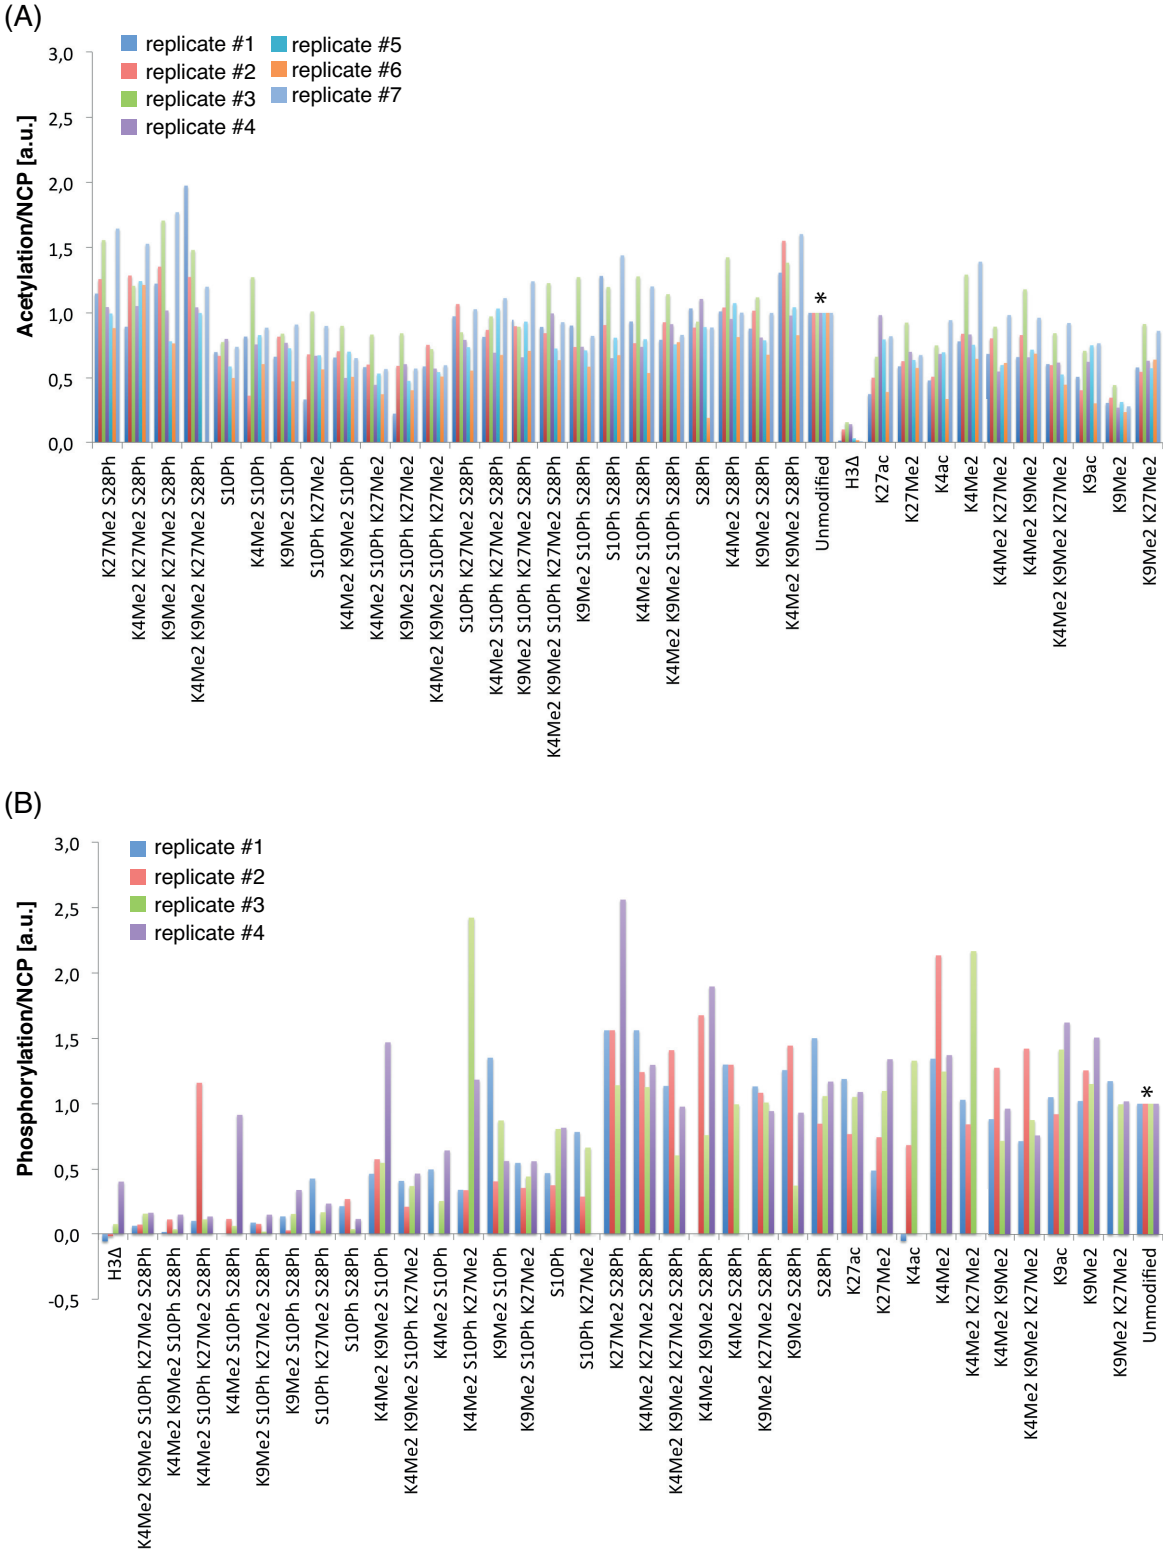 (A)
Acetylation/NCP [a.u.]
3,0
2,5
2,0
1,5
1,0
0,5
0,0
replicate #1
replicate #2
replicate #3
replicate #4
replicate #5
replicate #6
replicate #7
*
K27Me2 S28Ph
K4Me2 K27Me2 S28Ph
K9Me2 K27Me2 S28Ph
K4Me2 K9Me2 K27Me2 S28Ph
S10Ph
K4Me2 S10Ph
K9Me2 S10Ph
S10Ph K27Me2
K4Me2 K9Me2 S10Ph
K4Me2 S10Ph K27Me2
K9Me2 S10Ph K27Me2
K4Me2 K9Me2 S10Ph K27Me2
S10Ph K27Me2 S28Ph
K4Me2 S10Ph K27Me2 S28Ph
K9Me2 S10Ph K27Me2 S28Ph
K4Me2 K9Me2 S10Ph K27Me2 S28Ph
K9Me2 S10Ph S28Ph
S10Ph S28Ph
K4Me2 S10Ph S28Ph
K4Me2 K9Me2 S10Ph S28Ph
S28Ph
K4Me2 S28Ph
K9Me2 S28Ph
K4Me2 K9Me2 S28Ph
Unmodified
H3Δ
K27ac
K27Me2
K4ac
K4Me2
K4Me2 K27Me2
K4Me2 K9Me2
K4Me2 K9Me2 K27Me2
K9ac
K9Me2
K9Me2 K27Me2
(B)
Phosphorylation/NCP [a.u.]
3,0
2,5
2,0
1,5
1,0
0,5
0,0
-0,5
replicate #1
replicate #2
replicate #3
replicate #4
*
H3Δ
K4Me2 K9Me2 S10Ph K27Me2 S28Ph
K4Me2 K9Me2 S10Ph S28Ph
K4Me2 S10Ph K27Me2 S28Ph
K4Me2 S10Ph S28Ph
K9Me2 S10Ph K27Me2 S28Ph
K9Me2 S10Ph S28Ph
S10Ph K27Me2 S28Ph
S10Ph S28Ph
K4Me2 K9Me2 S10Ph
K4Me2 K9Me2 S10Ph K27Me2
K4Me2 S10Ph
K4Me2 S10Ph K27Me2
K9Me2 S10Ph
K9Me2 S10Ph K27Me2
S10Ph
S10Ph K27Me2
K27Me2 S28Ph
K4Me2 K27Me2 S28Ph
K4Me2 K9Me2 K27Me2 S28Ph
K4Me2 K9Me2 S28Ph
K4Me2 S28Ph
K9Me2 K27Me2 S28Ph
K9Me2 S28Ph
S28Ph
K27ac
K27Me2
K4ac
K4Me2
K4Me2 K27Me2
K4Me2 K9Me2
K4Me2 K9Me2 K27Me2
K9ac
K9Me2
K9Me2 K27Me2
Unmodified